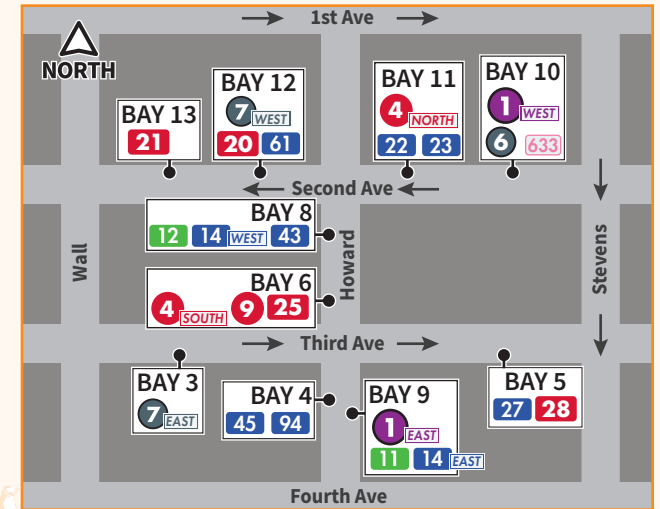 1st Ave
NORTH
BAY 13
21
BAY 12
7 WEST
20 61
BAY 11
4 NORTH
22 23
BAY 10
1 WEST
6 633
Second Ave
BAY 8
12 14 WEST 43
Wall
Howard
Stevens
BAY 6
4 SOUTH 9 25
Third Ave
BAY 3
7 EAST
BAY 4
45 94
BAY 9
1 EAST
11 14 EAST
BAY 5
27 28
Fourth Ave